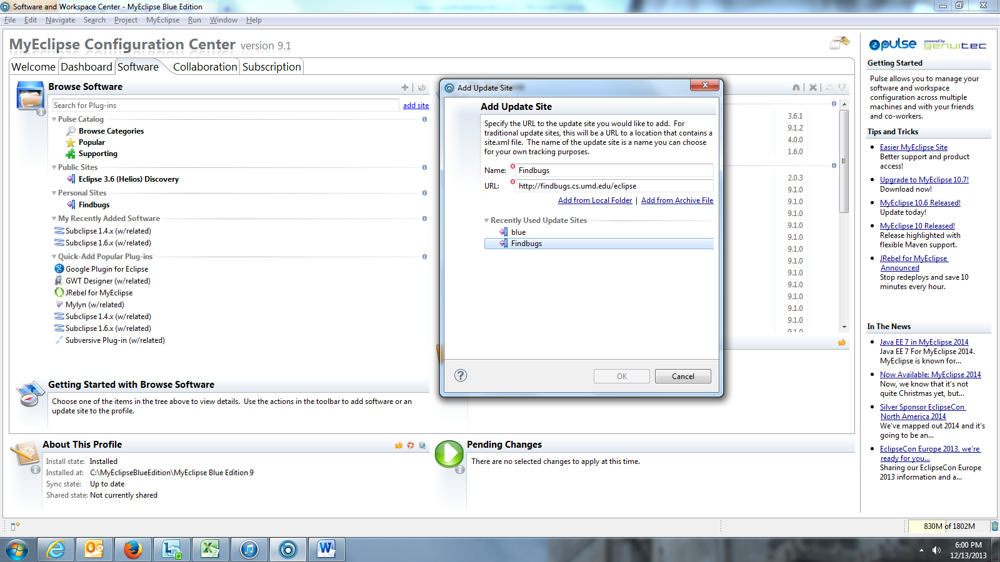 Software and Workspace Center - MyEclipse Blue Edition
File Edit Navigate Search Project MyEclipse Run Window Help
MyEclipse Configuration Center version 9.1
Welcome Dashboard Software Collaboration Subscription
Browse Software
Search for Plug-ins add site
Pulse Catalog
Browse Categories
Popular
Supporting
Public Sites
Eclipse 3.6 (Helios) Discovery
Personal Sites
Findbugs
My Recently Added Software
Subclipse 1.4.x (w/related)
Subclipse 1.6.x (w/related)
Quick-Add Popular Plug-ins
Google Plugin for Eclipse
GWT Designer (w/related)
JRebel for MyEclipse
Mylyn (w/related)
Subclipse 1.4.x (w/related)
Subclipse 1.6.x (w/related)
Subversive Plug-in (w/related)
Getting Started with Browse Software
Choose one of the items in the tree above to view details. Use the actions in the toolbar to add software or an
update site to the profile.
About This Profile
Install state: Installed
Installed at: C:\MyEclipseBlueEdition\MyEclipse Blue Edition 9
Sync state: Up to date
Shared state: Not currently shared
Add Update Site
Add Update Site
Specify the URL to the update site you would like to add. For
traditional update sites, this will be a URL to a location that contains a
site.xml file. The name of the update site is a name you can choose
for your own tracking purposes.
Name: Findbugs
URL: http://findbugs.cs.umd.edu/eclipse
Add from Local Folder | Add from Archive File
Recently Used Update Sites
blue
Findbugs
OK Cancel
3.6.1
9.1.2
4.0.0
1.6.0
2.0.3
9.1.0
9.1.0
9.1.0
9.1.0
9.1.0
9.1.0
9.1.0
9.1.0
9.1.0
9.1.0
9.1.0
9.1.0
9.1.0
Pending Changes
There are no selected changes to apply at this time.
pulse powered by genuitec
Getting Started
Pulse allows you to manage your
software and workspace
configuration across multiple
machines and with your friends
and co-workers.
Tips and Tricks
Easier MyEclipse Site
Better support and product
access!
Upgrade to MyEclipse 10.7!
Download now!
MyEclipse 10.6 Released!
Update today!
MyEclipse 10 Released!
Release highlighted with
flexible Maven support.
JRebel for MyEclipse
Announced
Stop redeploys and save 10
minutes every hour.
In The News
Java EE 7 in MyEclipse 2014
Java EE 7 For MyEclipse 2014.
MyEclipse is known for...
Now Available: MyEclipse 2014
Now, we know that it's not
quite Christmas yet, but...
Silver Sponsor EclipseCon
North America 2014
We've mapped out 2014 and it's
going to be an...
EclipseCon Europe 2013, we're
ready for you...
Sharing our EclipseCon Europe
2013 information and a...
830M of 1802M
6:00 PM
12/13/2013